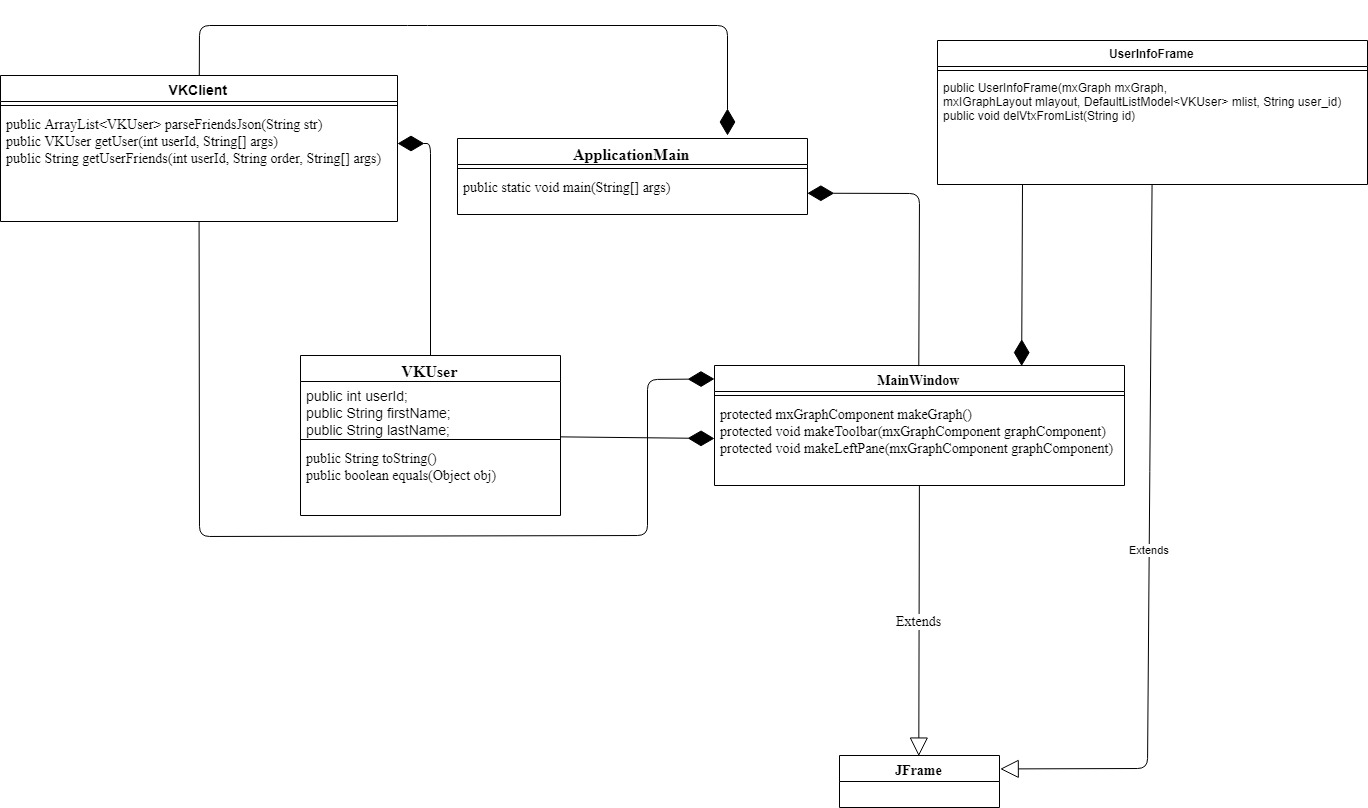 VKClient
public ArrayList<VKUser> parseFriendsJson(String str)
public VKUser getUser(int userId, String[] args)
public String getUserFriends(int userId, String order, String[] args)
ApplicationMain
public static void main(String[] args)
UserInfoFrame
public UserInfoFrame(mxGraph mxGraph,
mxIGraphLayout mlayout, DefaultListModel<VKUser> mlist, String user_id)
public void delVtxFromList(String id)
VKUser
public int userId;
public String firstName;
public String lastName;
public String toString()
public boolean equals(Object obj)
MainWindow
protected mxGraphComponent makeGraph()
protected void makeToolbar(mxGraphComponent graphComponent)
protected void makeLeftPane(mxGraphComponent graphComponent)
Extends
Extends
JFrame